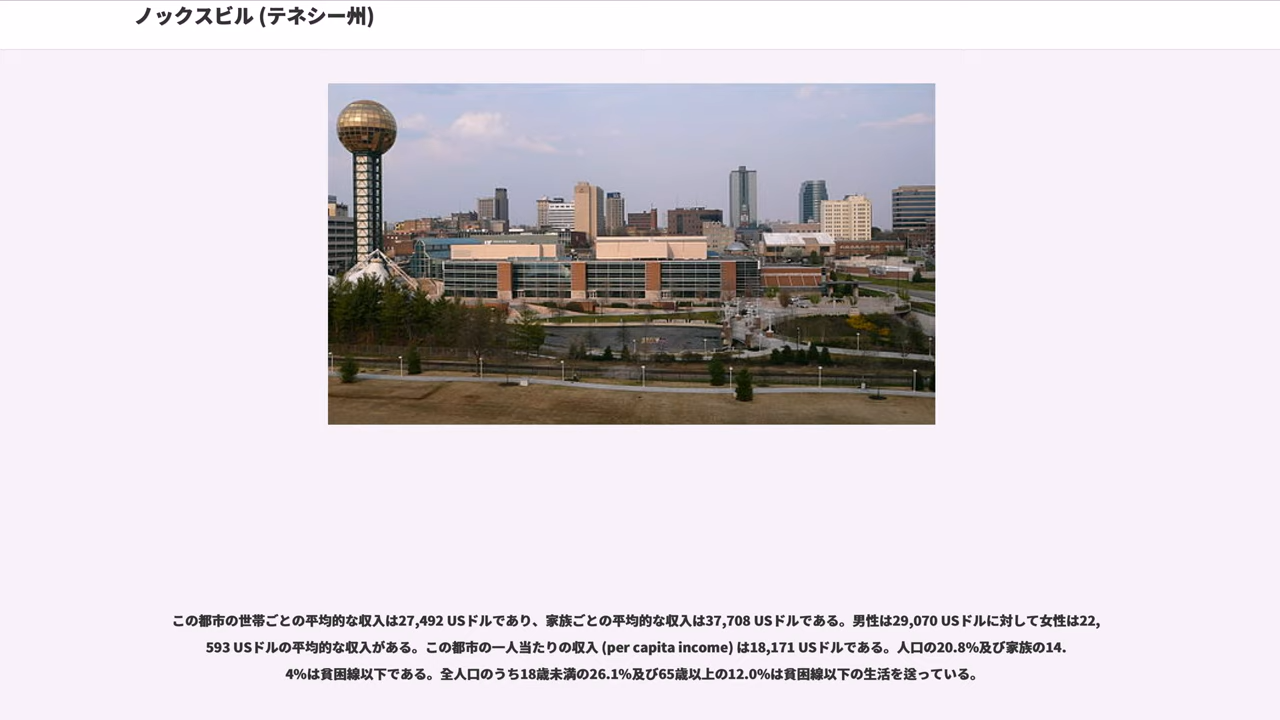 ノックスビル (テネシー州)
この都市の世帯ごとの平均的な収入は27,492 USドルであり、家族ごとの平均的な収入は37,708 USドルである。男性は29,070 USドルに対して女性は22,
593 USドルの平均的な収入がある。この都市の一人当たりの収入 (per capita income) は18,171 USドルである。人口の20.8%及び家族の14.
4%は貧困線以下である。全人口のうち18歳未満の26.1%及び65歳以上の12.0%は貧困線以下の生活を送っている。